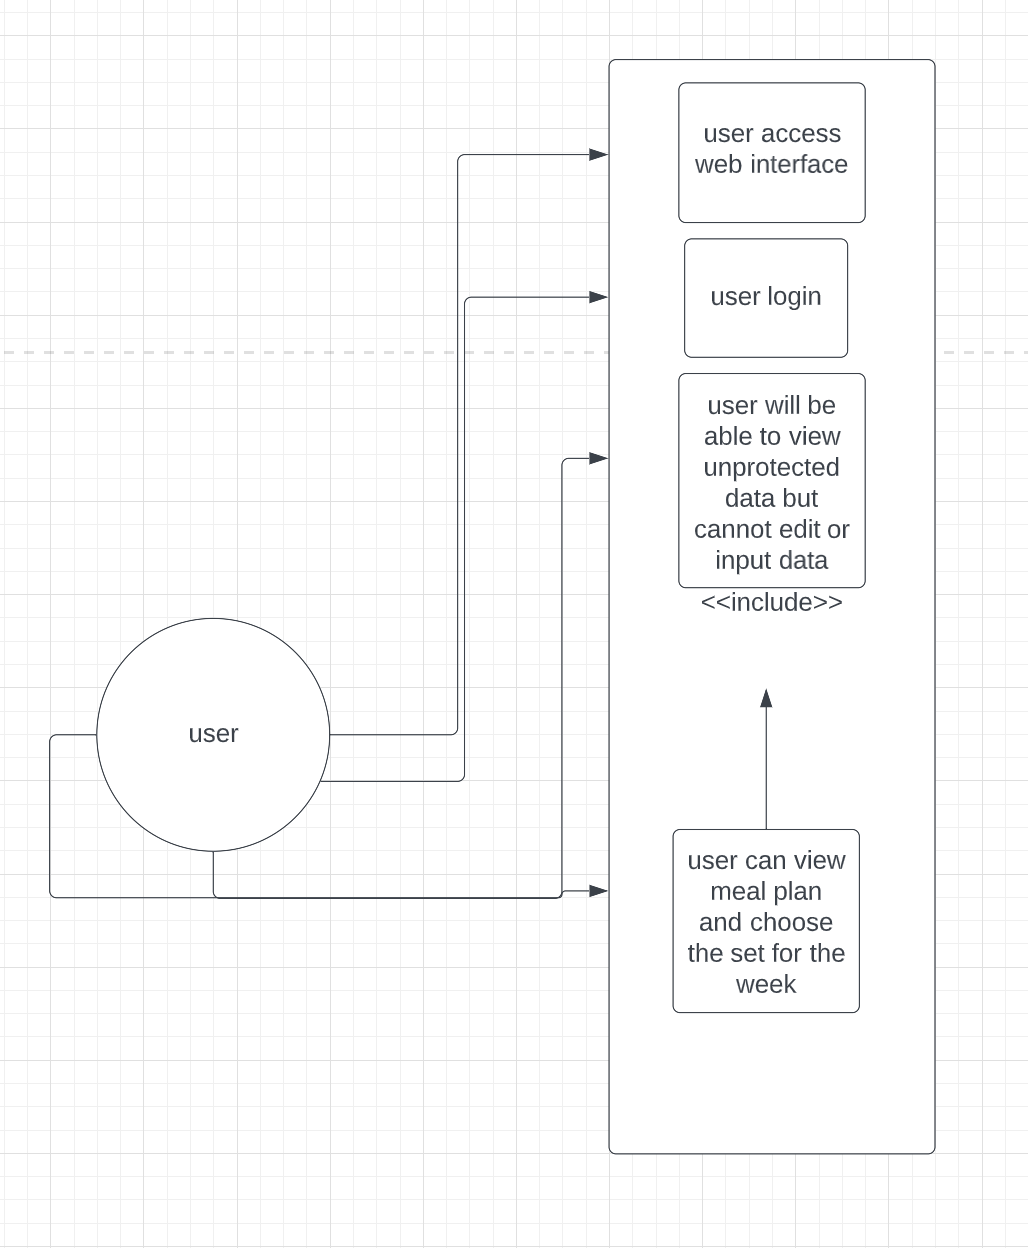 user access
web interface
user login
user will be
able to view
unprotected
data but
cannot edit or
input data
<<include>>
user
user can view
meal plan
and choose
the set for the
week